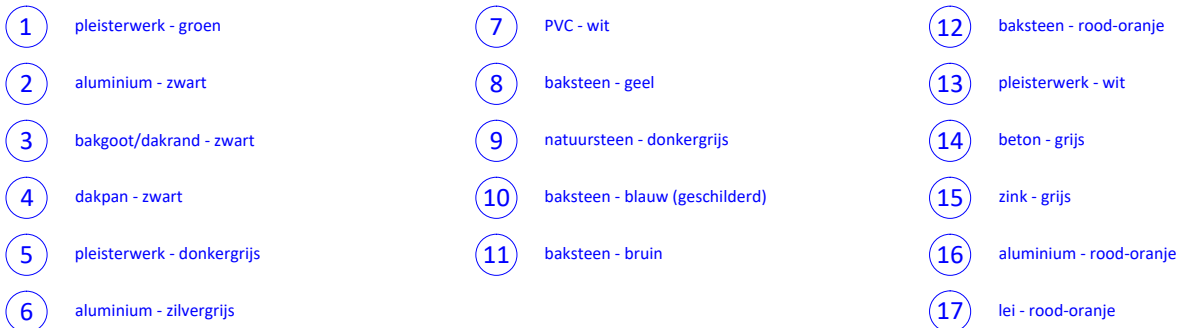 1 pleisterwerk - groen
2 aluminium - zwart
3 bakgoot/dakrand - zwart
4 dakpan - zwart
5 pleisterwerk - donkergrijs
6 aluminium - zilvergrijs
7 PVC - wit
8 baksteen - geel
9 natuursteen - donkergrijs
10 baksteen - blauw (geschilderd)
11 baksteen - bruin
12 baksteen - rood-oranje
13 pleisterwerk - wit
14 beton - grijs
15 zink - grijs
16 aluminium - rood-oranje
17 lei - rood-oranje